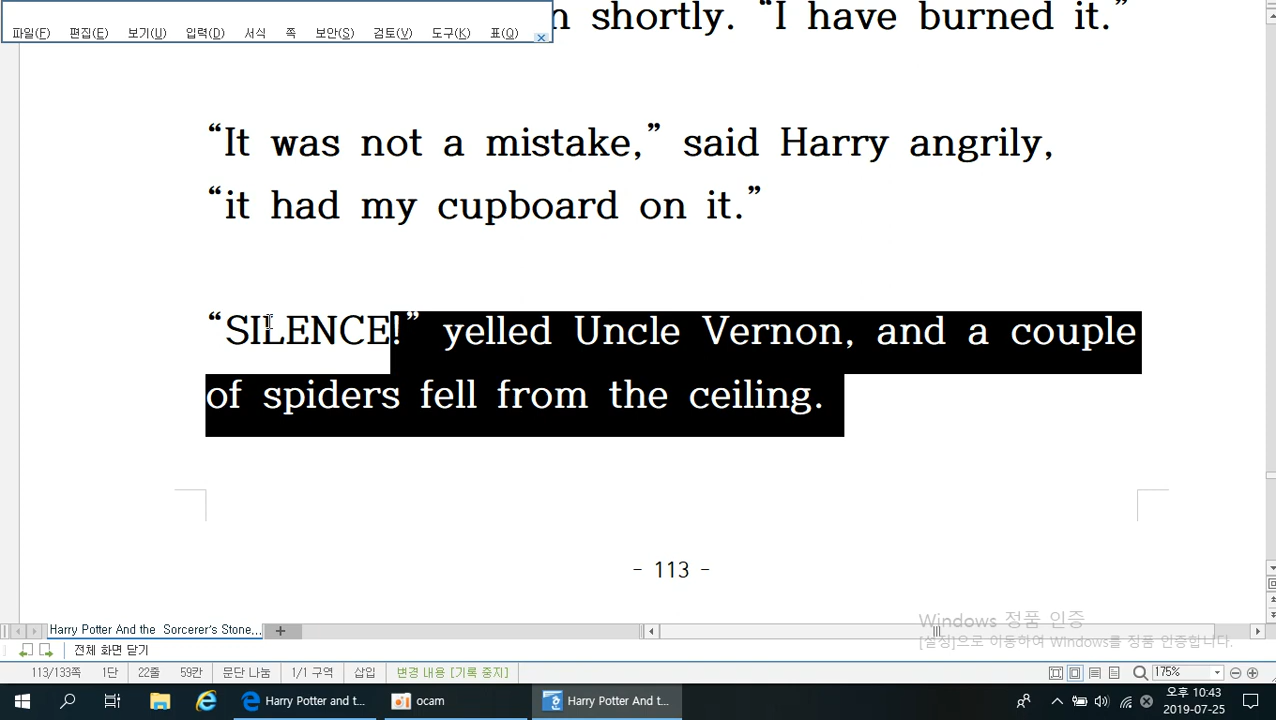 shortly. “I have burned it.”
파일(F) 편집(E) 보기(U) 입력(D) 서식 쪽 보안(S) 검토(V) 도구(K) 표(Q)
“It was not a mistake,” said Harry angrily,
“it had my cupboard on it.”
“SILENCE!” yelled Uncle Vernon, and a couple
of spiders fell from the ceiling.
- 113 -
Windows 정품 인증
[설정]으로 이동하여 Windows를 정품 인증합니다.
Harry Potter And the Sorcerer's Stone,..
전체 화면 닫기
113/133쪽 1단 22줄 59칸 문단 나눔 1/1 구역 삽입 변경 내용 [기록 중지] 175%
Harry Potter and t... ocam Harry Potter And t... 오후 10:43
2019-07-25